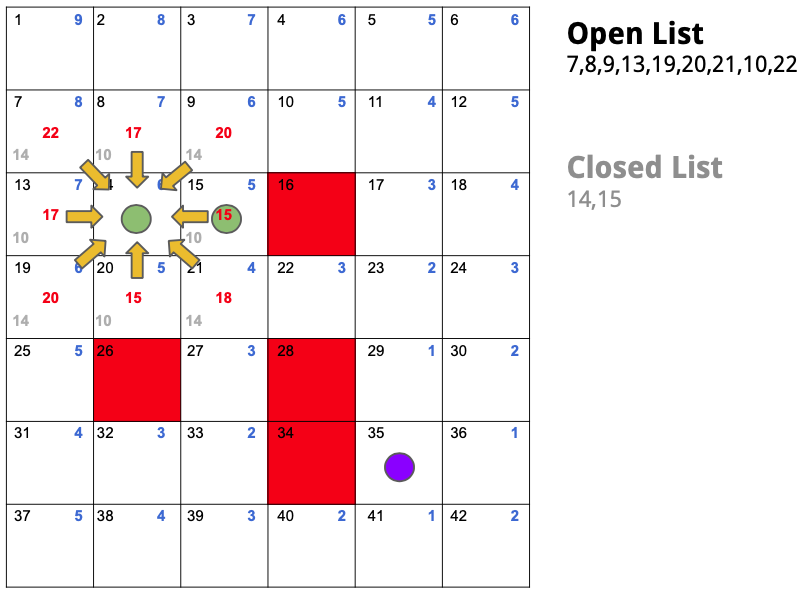 1 9 2 8 3 7 4 6 5 5 6 6
Open List
7,8,9,13,19,20,21,10,22
7 8 8 7 9 6 10 5 11 4 12 5
22 17 20
14 10 14
Closed List
14,15
13 7 6 15 5 16 17 3 18 4
17 15
10 10
19 6 20 5 21 4 22 3 23 2 24 3
20 15 18
14 10 14
25 5 26 27 3 28 29 1 30 2
31 4 32 3 33 2 34 35 36 1
37 5 38 4 39 3 40 2 41 1 42 2